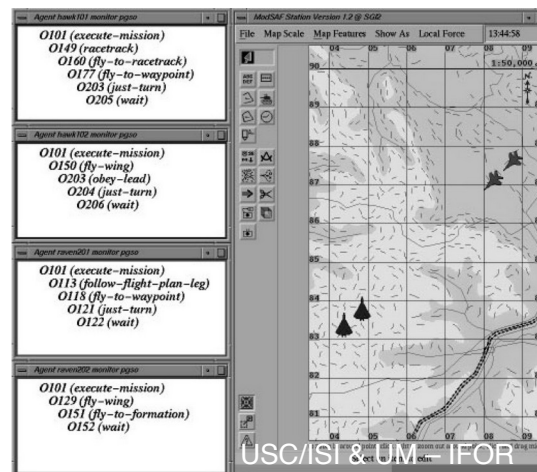 Agent hawk101 monitor pgso
O101 (execute-mission)
O149 (racetrack)
O160 (fly-to-racetrack)
O177 (fly-to-waypoint)
O203 (just-turn)
O205 (wait)
Agent hawk102 monitor pgso
O101 (execute-mission)
O150 (fly-wing)
O203 (obey-lead)
O204 (just-turn)
O206 (wait)
Agent raven201 monitor pgso
O101 (execute-mission)
O113 (follow-flight-plan-leg)
O118 (fly-to-waypoint)
O121 (just-turn)
O122 (wait)
Agent raven202 monitor pgso
O101 (execute-mission)
O129 (fly-wing)
O151 (fly-to-formation)
O152 (wait)
ModSAF Station Version 1.2 @ SGI2
File Map Scale Map Features Show As Local Force 13:44:58
1:50,000
N
90
89
88
87
86
85
84
83
82
81
04 05 06 07 08 09
Select an edit
USC/ISI & UM – IFOR